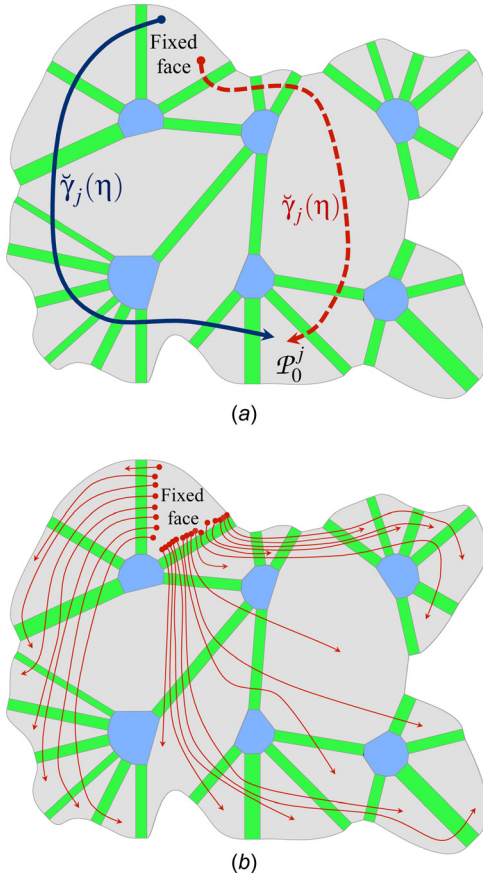 Fixed
face
γ̆ⱼ(η)
γ̆ⱼ(η)
𝒫₀ʲ
(a)
Fixed
face
(b)